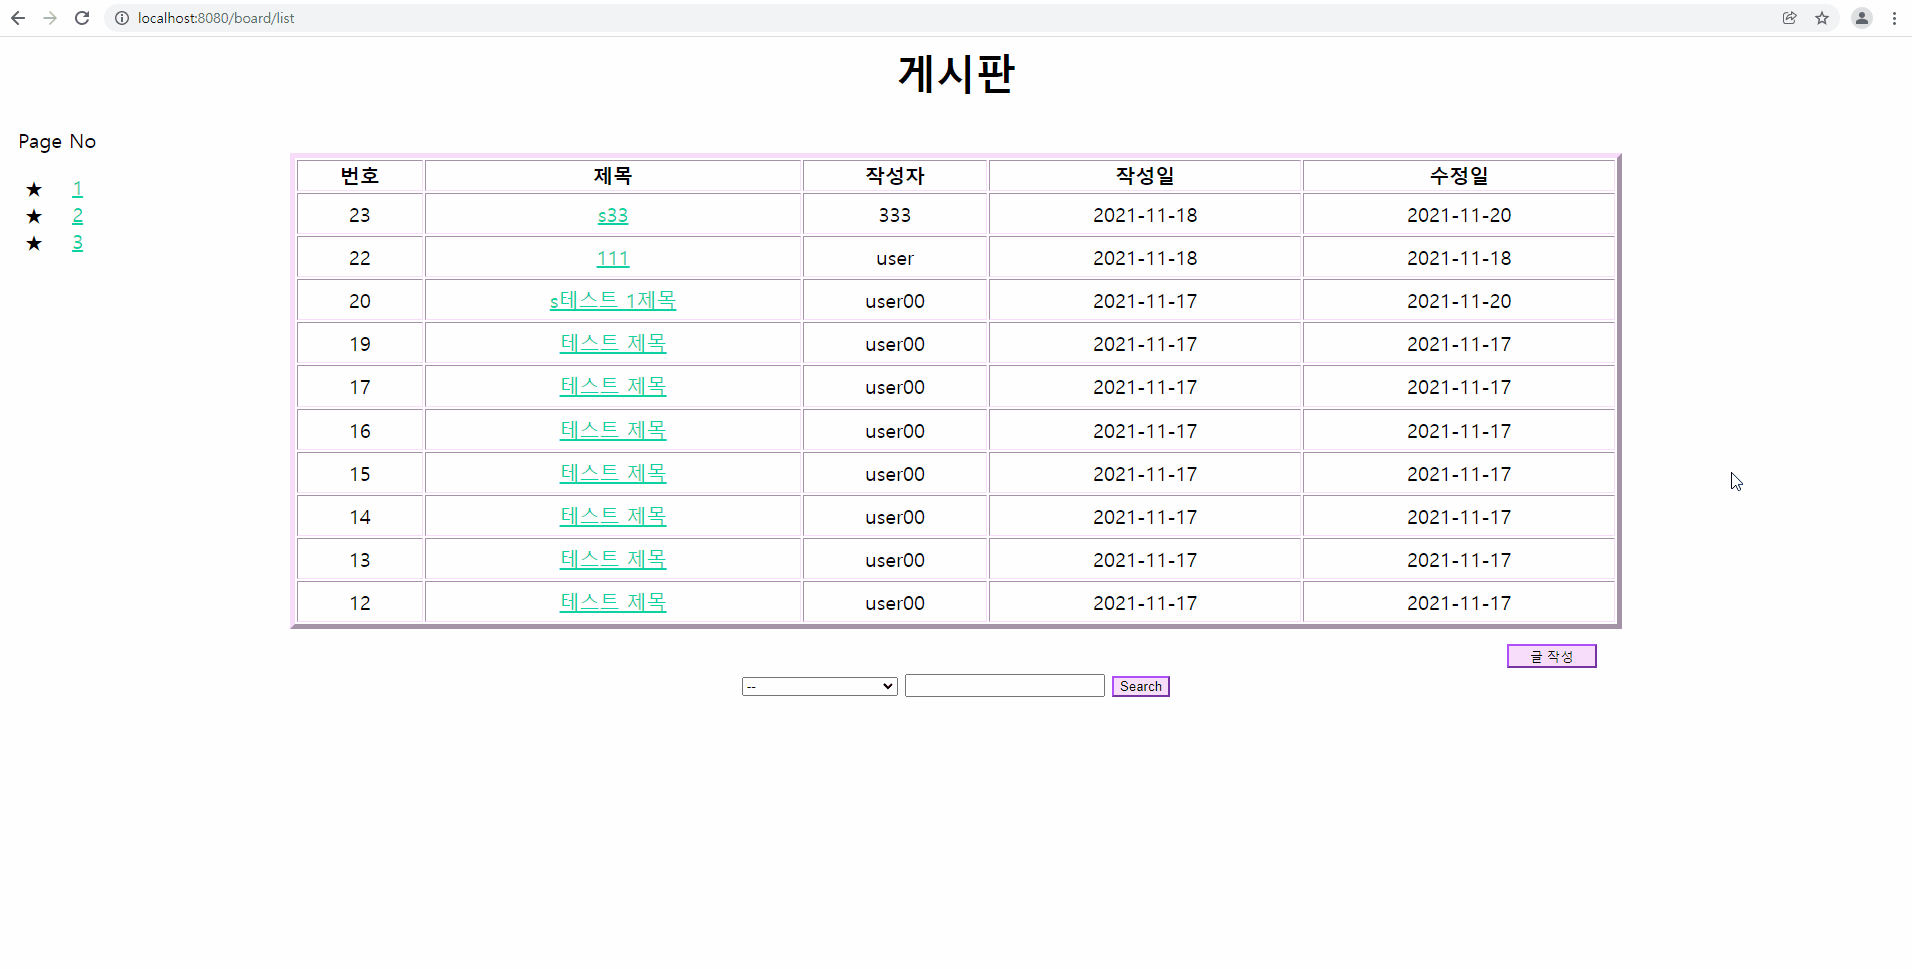 localhost:8080/board/list
게시판
Page No
★ 1
★ 2
★ 3
번호 제목 작성자 작성일 수정일
23 s33 333 2021-11-18 2021-11-20
22 111 user 2021-11-18 2021-11-18
20 s테스트 1제목 user00 2021-11-17 2021-11-20
19 테스트 제목 user00 2021-11-17 2021-11-17
17 테스트 제목 user00 2021-11-17 2021-11-17
16 테스트 제목 user00 2021-11-17 2021-11-17
15 테스트 제목 user00 2021-11-17 2021-11-17
14 테스트 제목 user00 2021-11-17 2021-11-17
13 테스트 제목 user00 2021-11-17 2021-11-17
12 테스트 제목 user00 2021-11-17 2021-11-17
글 작성
-- Search